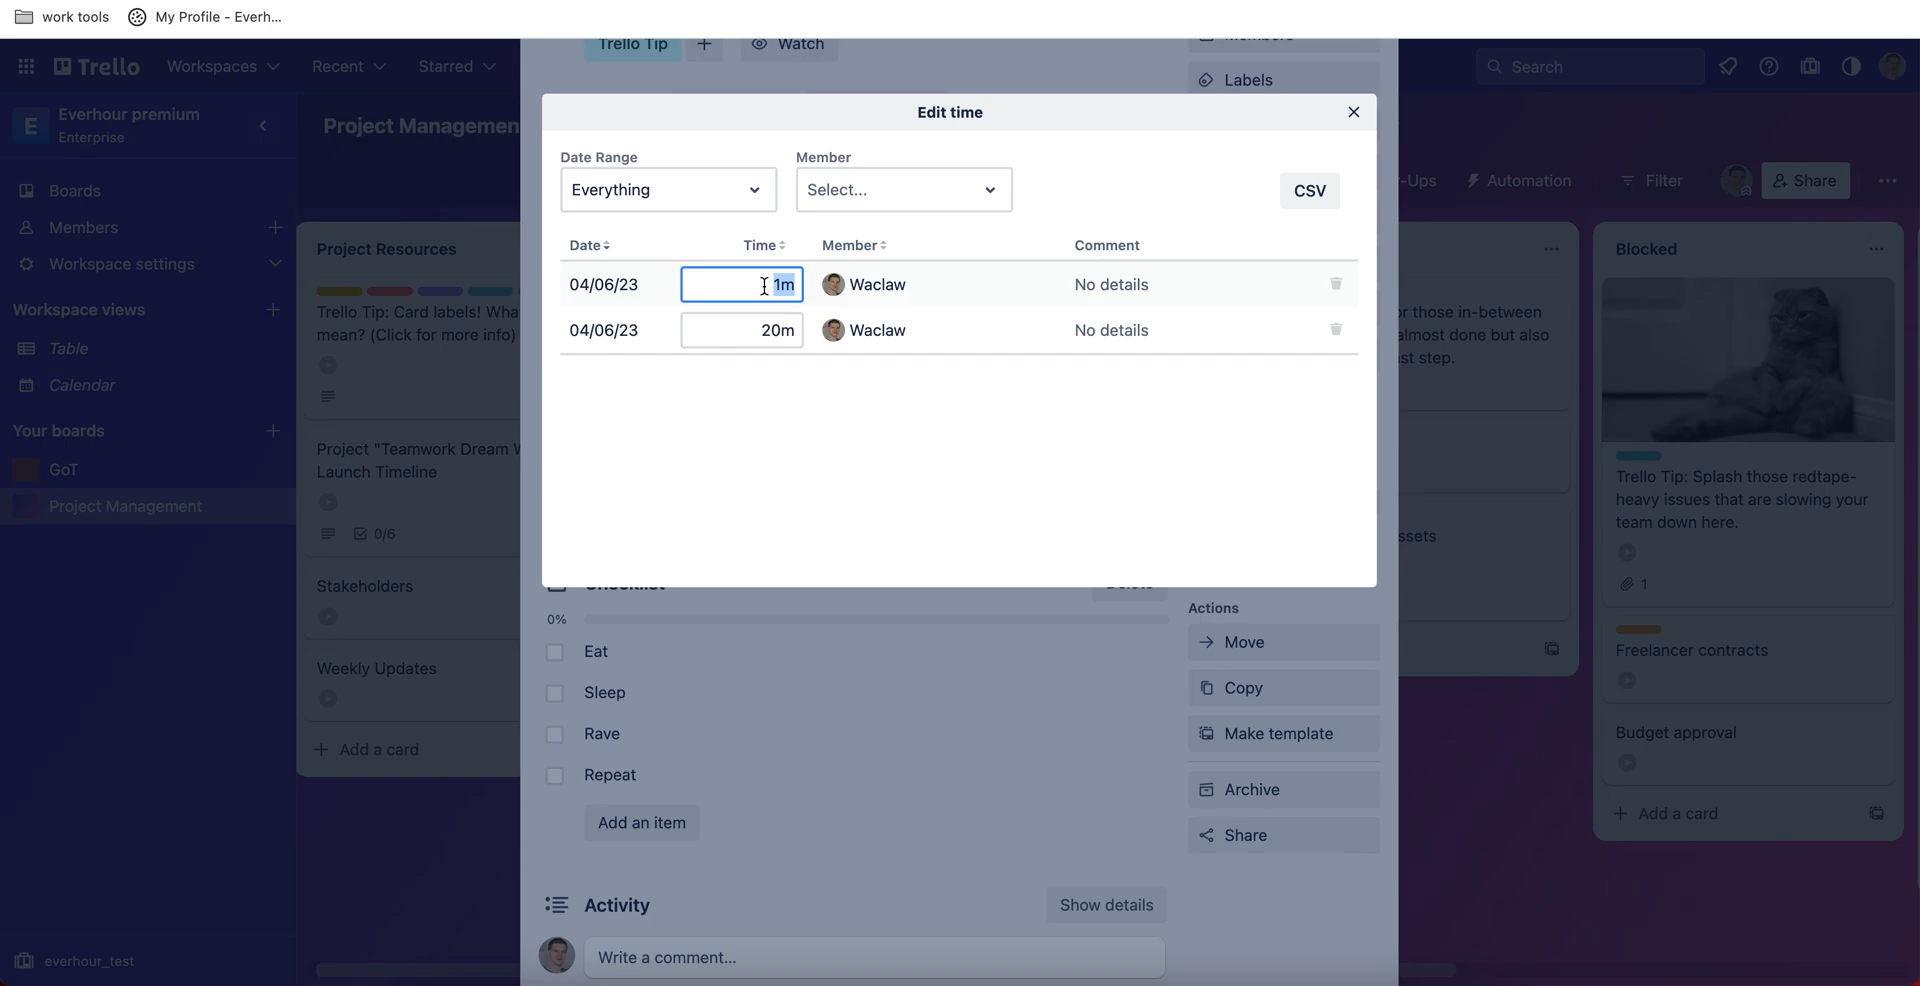 work tools My Profile - Everh...
Trello Tip + Watch
Members
Trello Workspaces Recent Starred Search
Labels
E Everhour premium
Enterprise
Project Managemen
Edit time
Date Range Member
Everything Select... CSV
-Ups Automation Filter Share
Boards
Members
Workspace settings
Workspace views
Table
Calendar
Your boards
GoT
Project Management
everhour_test
Project Resources
Trello Tip: Card labels! Wha
mean? (Click for more info)
Project "Teamwork Dream W
Launch Timeline
0/6
Stakeholders
Weekly Updates
+ Add a card
Date Time Member Comment
04/06/23 1m Waclaw No details
04/06/23 20m Waclaw No details
Checklist Delete
0%
Eat
Sleep
Rave
Repeat
Add an item
Activity Show details
Write a comment...
Actions
Move
Copy
Make template
Archive
Share
r those in-between
almost done but also
st step.
ssets
Blocked
Trello Tip: Splash those redtape-
heavy issues that are slowing your
team down here.
1
Freelancer contracts
Budget approval
+ Add a card